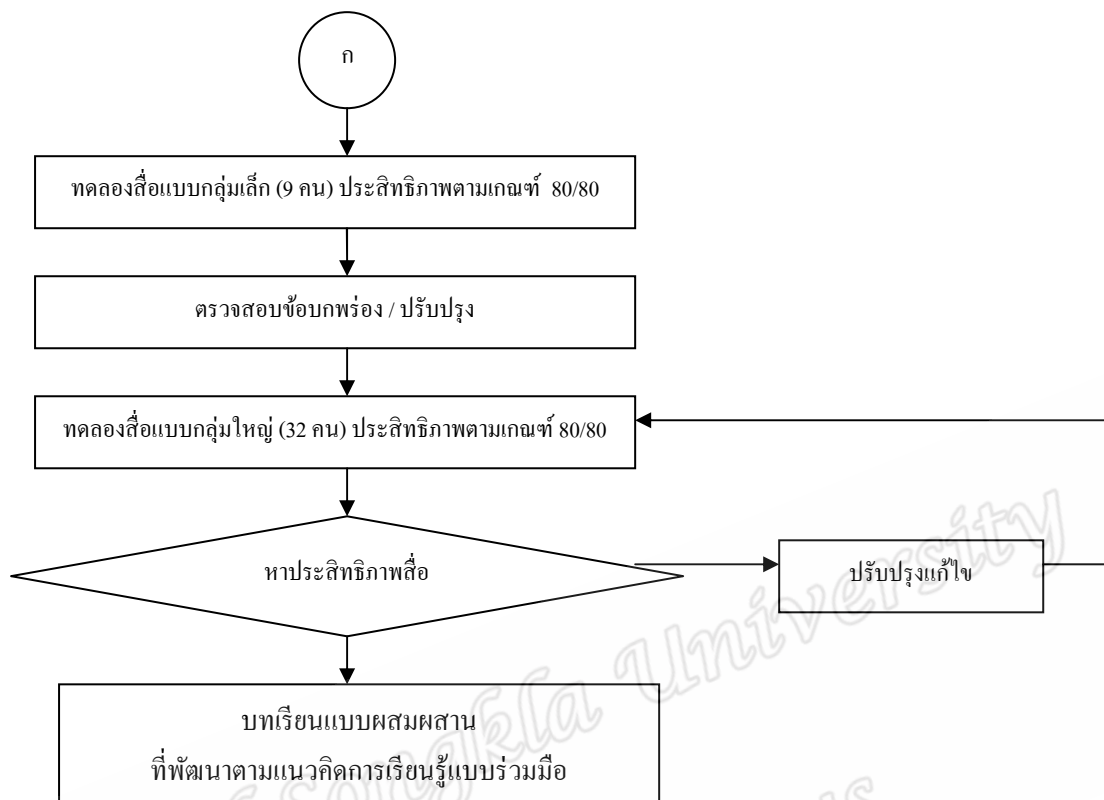 ก
ทดลองสื่อแบบกลุ่มเล็ก (9 คน) ประสิทธิภาพตามเกณฑ์ 80/80
ตรวจสอบข้อบกพร่อง / ปรับปรุง
ทดลองสื่อแบบกลุ่มใหญ่ (32 คน) ประสิทธิภาพตามเกณฑ์ 80/80
หาประสิทธิภาพสื่อ
ปรับปรุงแก้ไข
บทเรียนแบบผสมผสาน
ที่พัฒนาตามแนวคิดการเรียนรู้แบบร่วมมือ
Songkla University